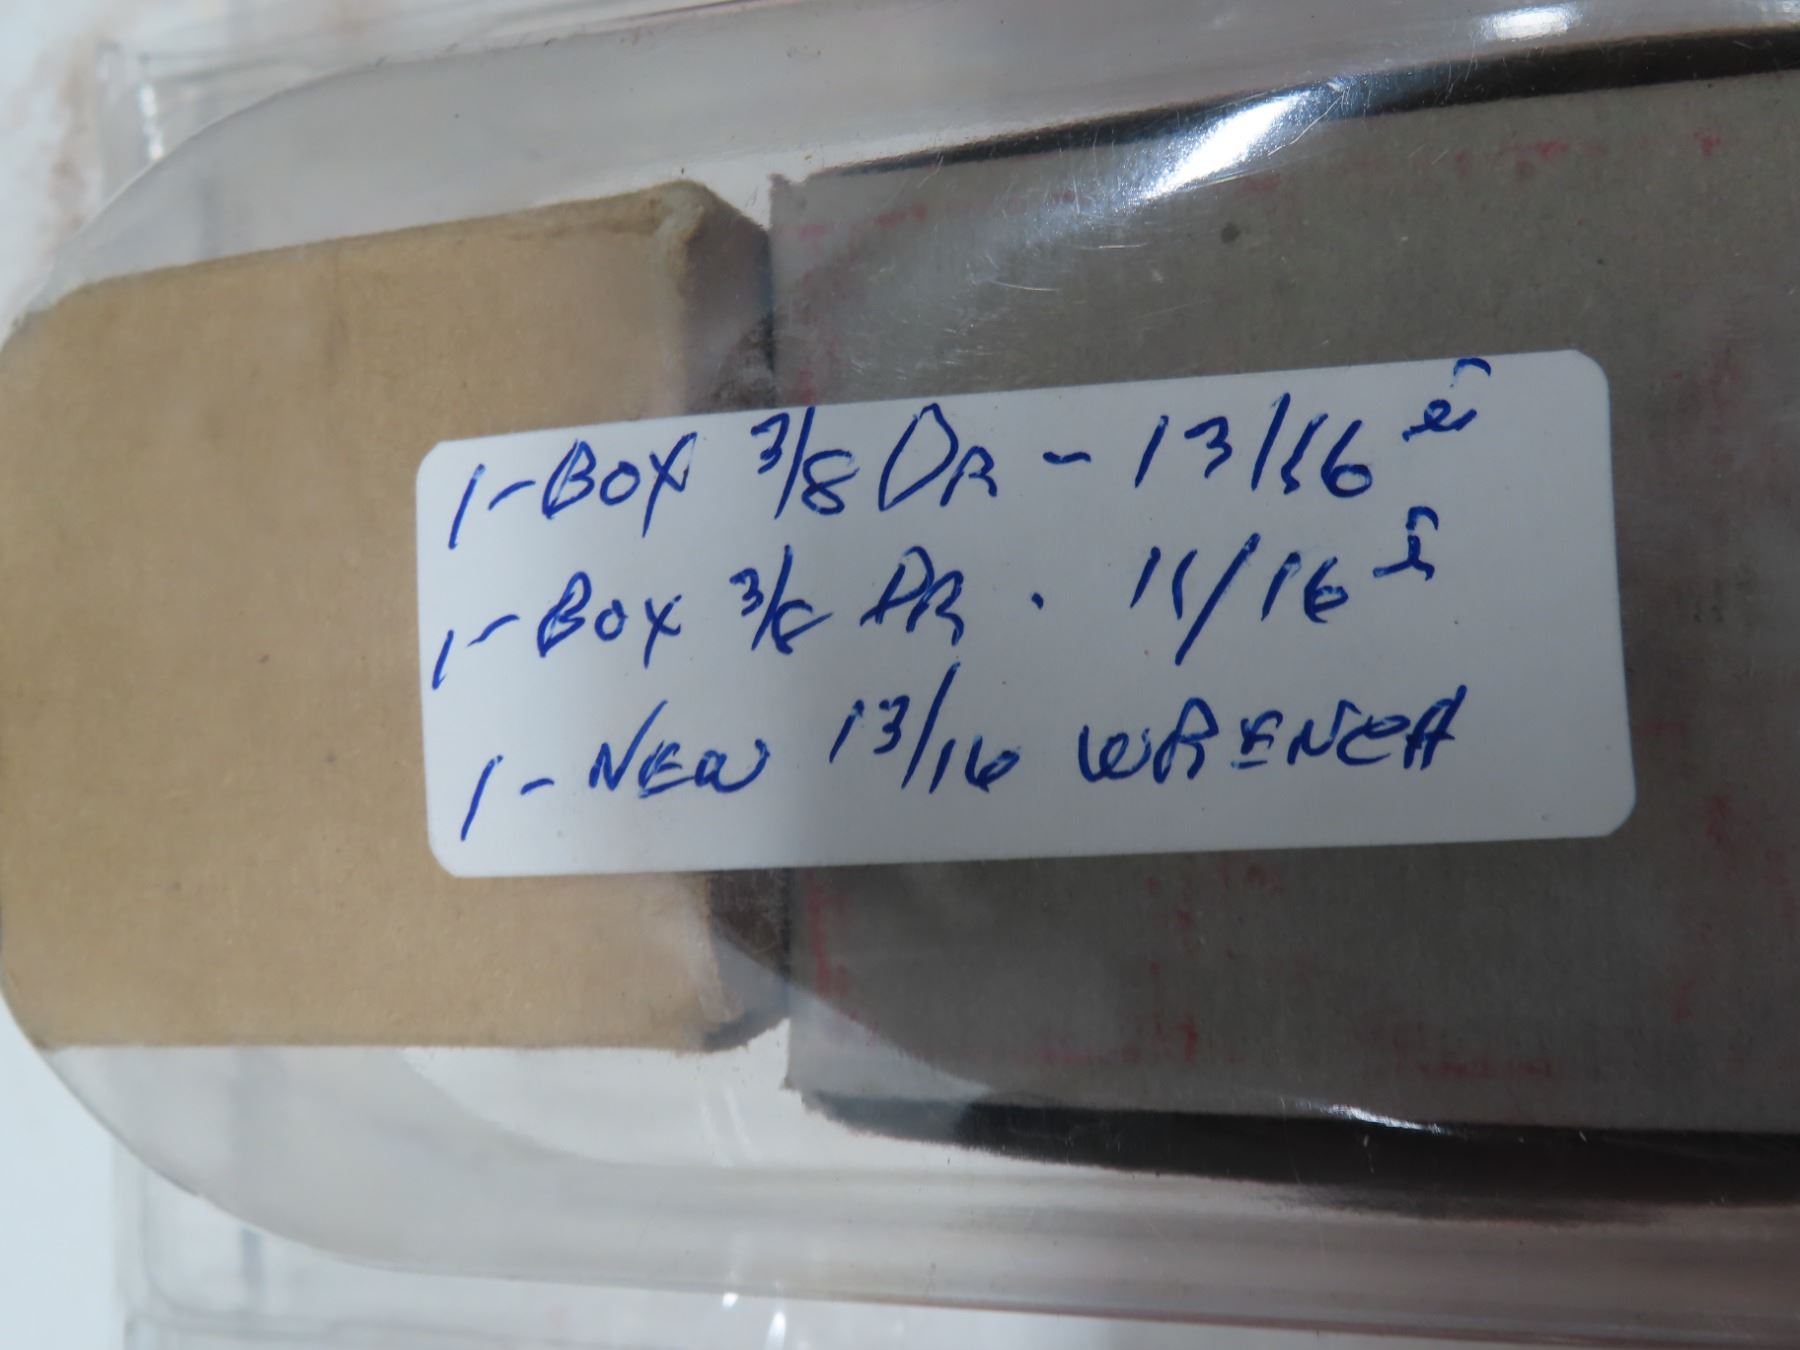 1-BOX 3/8 DR - 13/16
1-BOX 3/8 DR. 11/16
1-NEW 13/16 WRENCH